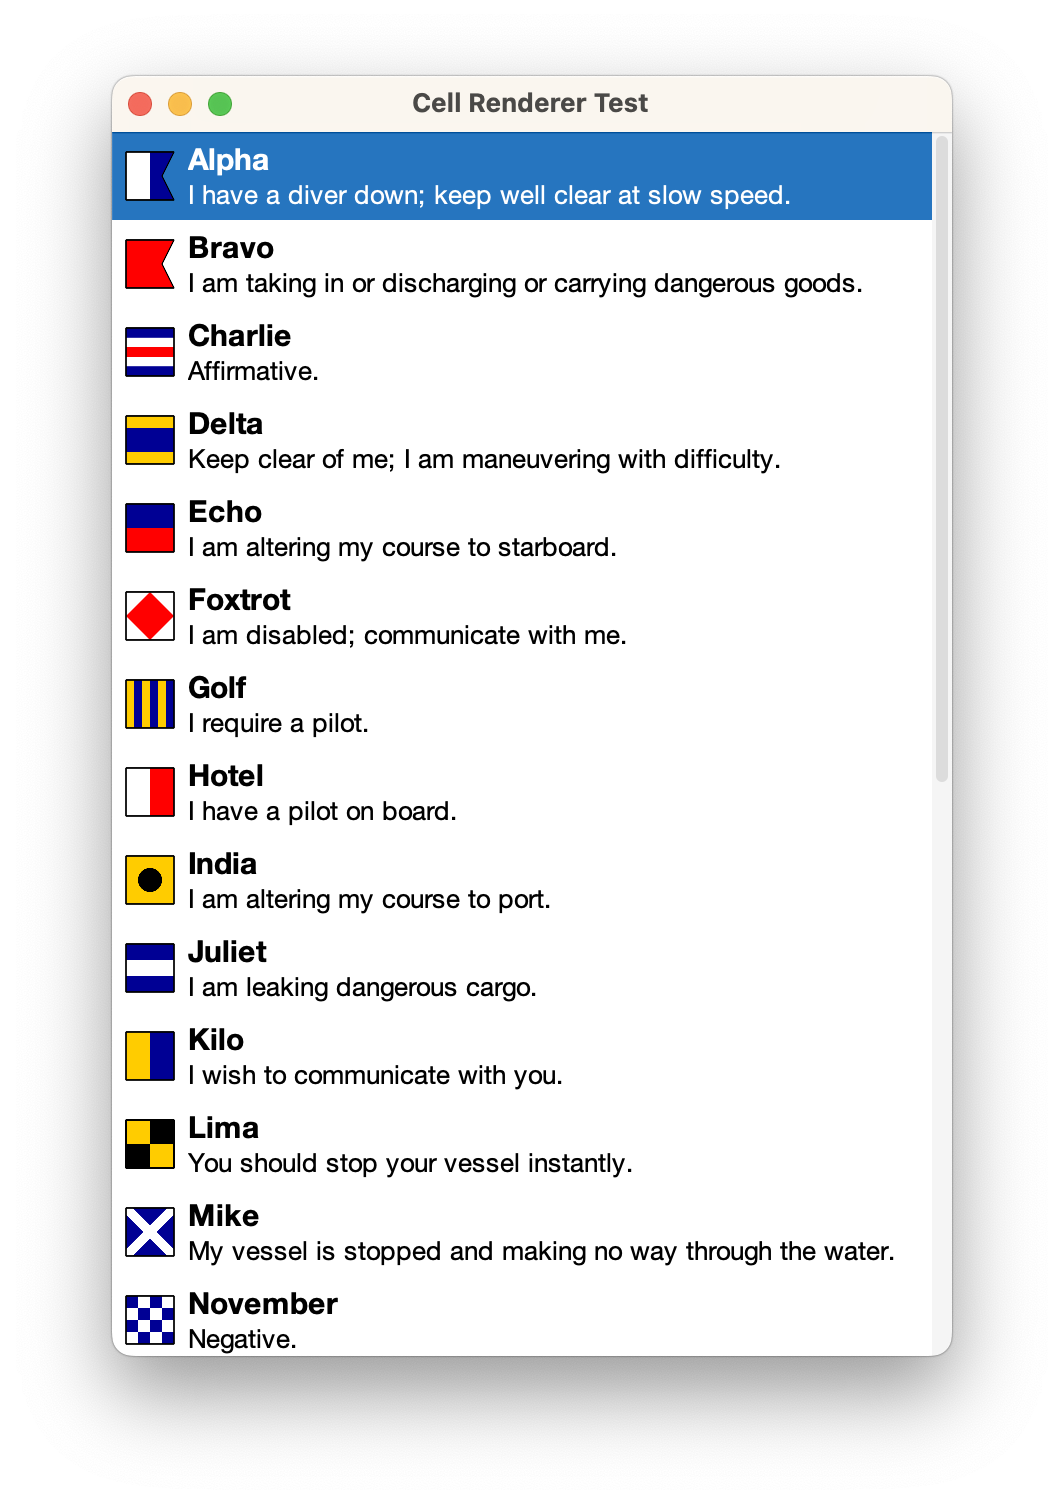 Cell Renderer Test
Alpha
I have a diver down; keep well clear at slow speed.
Bravo
I am taking in or discharging or carrying dangerous goods.
Charlie
Affirmative.
Delta
Keep clear of me; I am maneuvering with difficulty.
Echo
I am altering my course to starboard.
Foxtrot
I am disabled; communicate with me.
Golf
I require a pilot.
Hotel
I have a pilot on board.
India
I am altering my course to port.
Juliet
I am leaking dangerous cargo.
Kilo
I wish to communicate with you.
Lima
You should stop your vessel instantly.
Mike
My vessel is stopped and making no way through the water.
November
Negative.